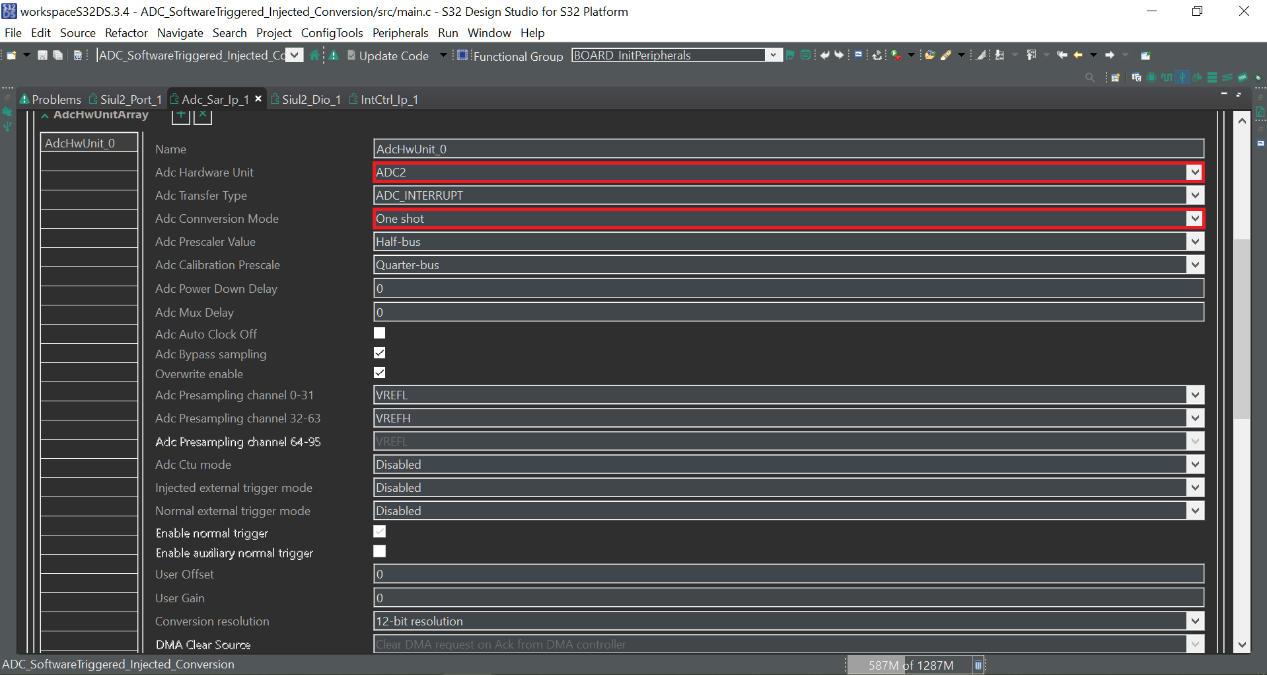 workspaceS32DS.3.4 - ADC_SoftwareTriggered_Injected_Conversion/src/main.c - S32 Design Studio for S32 Platform
File Edit Source Refactor Navigate Search Project ConfigTools Peripherals Run Window Help
ADC_SoftwareTriggered_Injected_Cc Update Code Functional Group BOARD_InitPeripherals
Problems Siul2_Port_1 Adc_Sar_Ip_1 Siul2_Dio_1 IntCtrl_Ip_1
AdcHwUnitArray
AdcHwUnit_0
Name AdcHwUnit_0
Adc Hardware Unit ADC2
Adc Transfer Type ADC_INTERRUPT
Adc Connversion Mode One shot
Adc Prescaler Value Half-bus
Adc Calibration Prescale Quarter-bus
Adc Power Down Delay 0
Adc Mux Delay 0
Adc Auto Clock Off
Adc Bypass sampling
Overwrite enable
Adc Presampling channel 0-31 VREFL
Adc Presampling channel 32-63 VREFH
Adc Presampling channel 64-95 VREFL
Adc Ctu mode Disabled
Injected external trigger mode Disabled
Normal external trigger mode Disabled
Enable normal trigger
Enable auxiliary normal trigger
User Offset 0
User Gain 0
Conversion resolution 12-bit resolution
DMA Clear Source Clear DMA request on Ack from DMA controller
ADC_SoftwareTriggered_Injected_Conversion 587M of 1287M